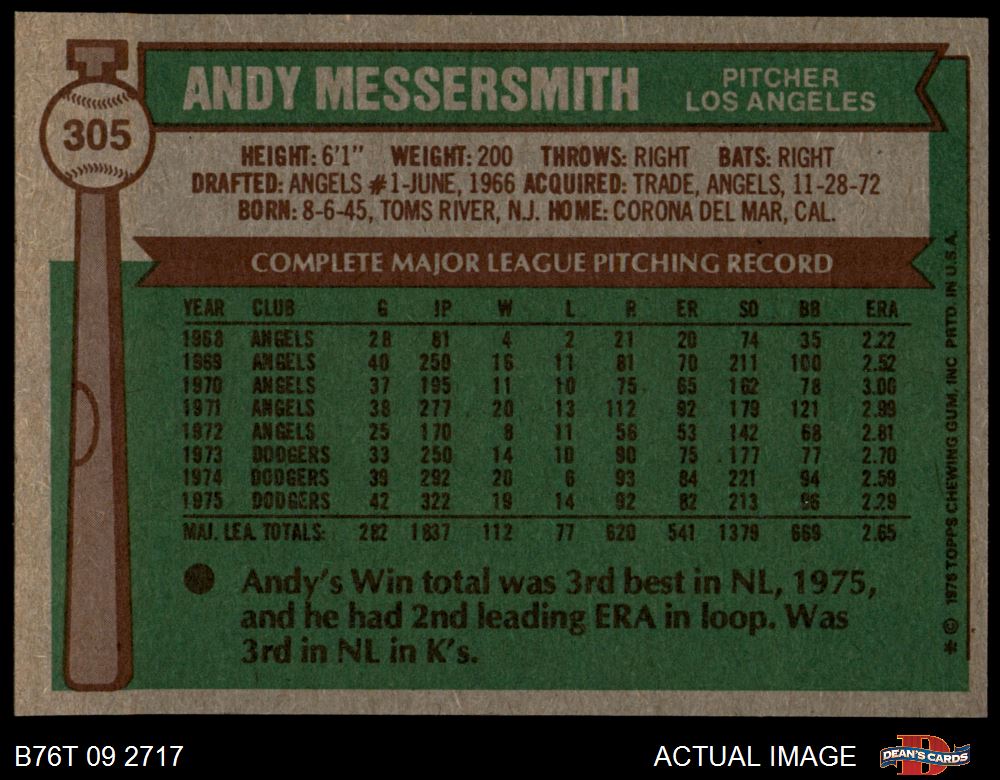 305
ANDY MESSERSMITH PITCHER
LOS ANGELES
HEIGHT: 6'1" WEIGHT: 200 THROWS: RIGHT BATS: RIGHT
DRAFTED: ANGELS #1-JUNE, 1966 ACQUIRED: TRADE, ANGELS, 11-28-72
BORN: 8-6-45, TOMS RIVER, N.J. HOME: CORONA DEL MAR, CAL.
COMPLETE MAJOR LEAGUE PITCHING RECORD
YEAR CLUB G IP W L R ER SO BB ERA
1968 ANGELS 28 81 4 2 21 20 74 35 2.22
1969 ANGELS 40 250 16 11 81 70 211 100 2.52
1970 ANGELS 37 195 11 10 75 65 162 78 3.00
1971 ANGELS 38 277 20 13 112 92 179 121 2.99
1972 ANGELS 25 170 8 11 56 53 142 68 2.81
1973 DODGERS 33 250 14 10 90 75 177 77 2.70
1974 DODGERS 39 292 20 6 93 84 221 94 2.59
1975 DODGERS 42 322 19 14 92 82 213 96 2.29
MAJ. LEA. TOTALS: 282 1837 112 77 620 541 1379 669 2.65
Andy's Win total was 3rd best in NL, 1975,
and he had 2nd leading ERA in loop. Was
3rd in NL in K's.
* © 1976 TOPPS CHEWING GUM, INC PRTD. IN U.S.A.
B76T 09 2717 ACTUAL IMAGE DEAN'S CARDS